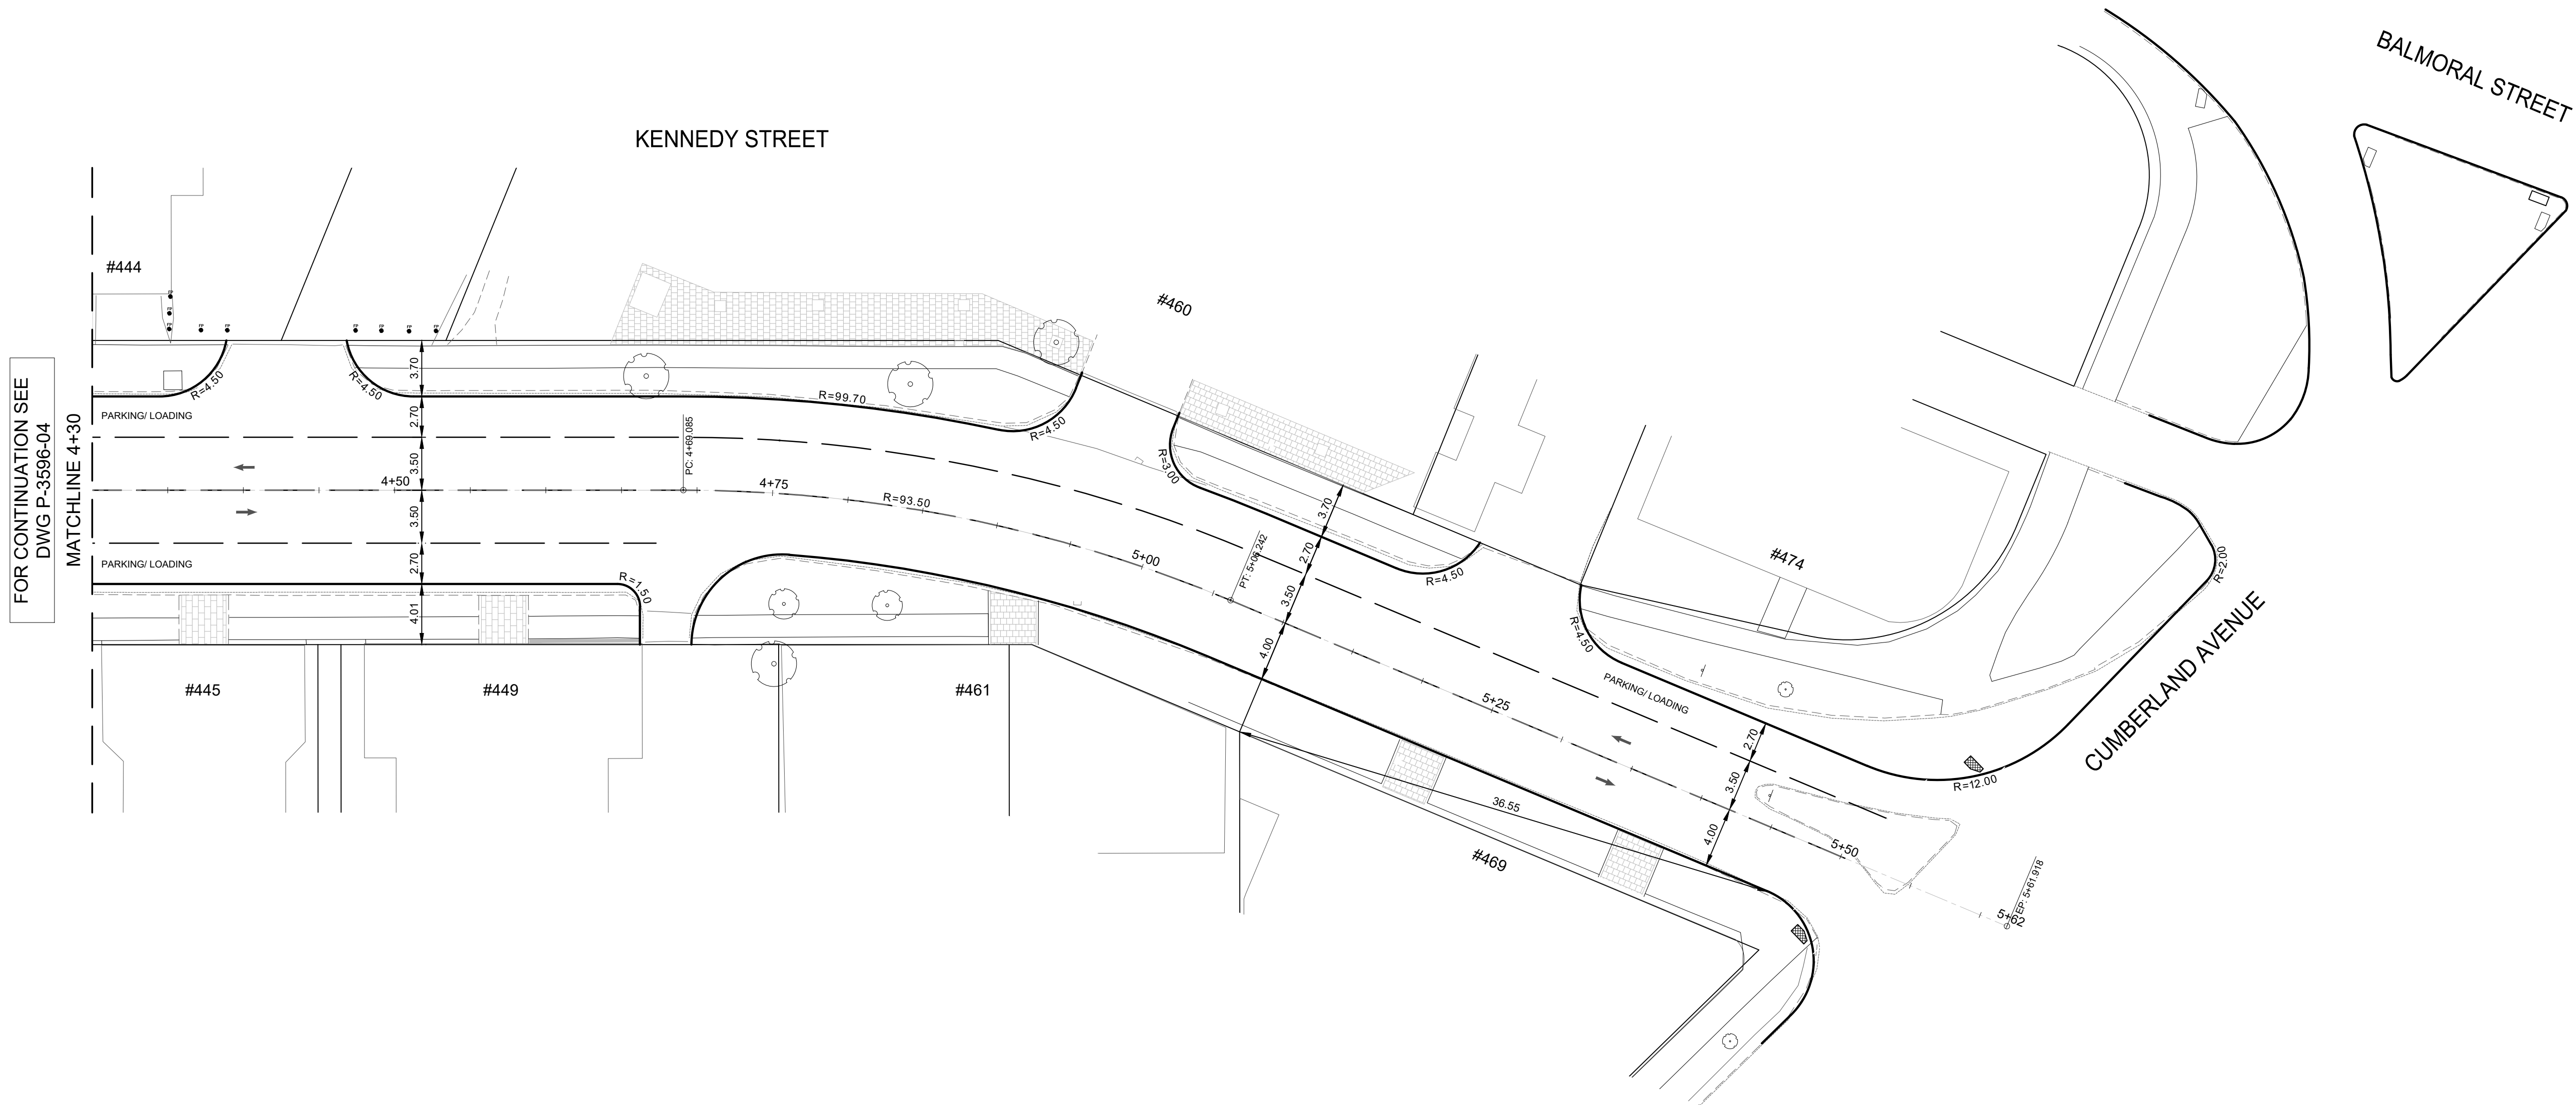 BALMORAL STREET
KENNEDY STREET
FOR CONTINUATION SEE
DWG P-3596-04
MATCHLINE 4+30
#444
#460
R=4.50
R=4.50
3.70
PARKING/ LOADING
2.70
R=99.70
R=4.50
PC: 4+69.085
3.50
4+50
4+75
R=93.50
R=3.00
3.70
3.50
5+00
PT: 5+06.242
2.70
R=4.50
#474
R=2.00
PARKING/ LOADING
2.70
R=1.50
4.01
3.50
4.00
R=4.50
CUMBERLAND AVENUE
#445
#449
#461
PARKING/ LOADING
5+25
2.70
3.50
R=12.00
36.55
4.00
5+50
#469
EP: 5+61.918
5+62